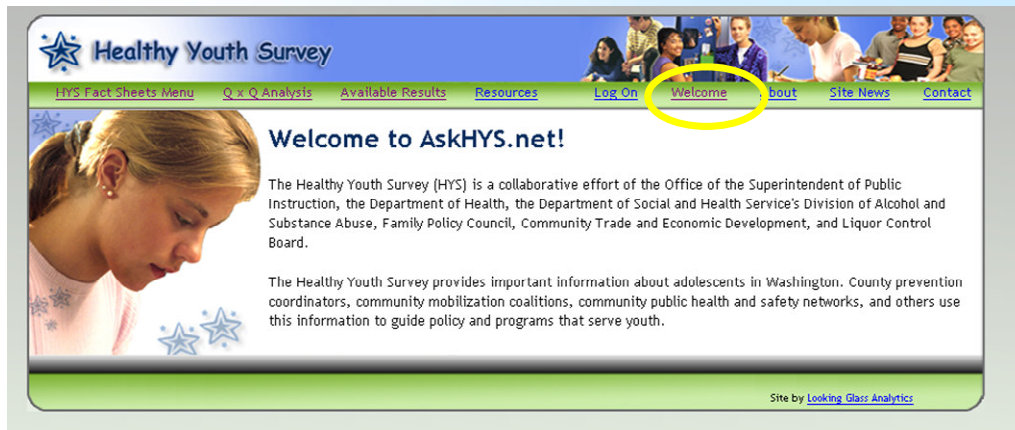 Healthy Youth Survey
HYS Fact Sheets Menu Q x Q Analysis Available Results Resources Log On Welcome About Site News Contact
Welcome to AskHYS.net!
The Healthy Youth Survey (HYS) is a collaborative effort of the Office of the Superintendent of Public
Instruction, the Department of Health, the Department of Social and Health Service's Division of Alcohol and
Substance Abuse, Family Policy Council, Community Trade and Economic Development, and Liquor Control
Board.
The Healthy Youth Survey provides important information about adolescents in Washington. County prevention
coordinators, community mobilization coalitions, community public health and safety networks, and others use
this information to guide policy and programs that serve youth.
Site by Looking Glass Analytics